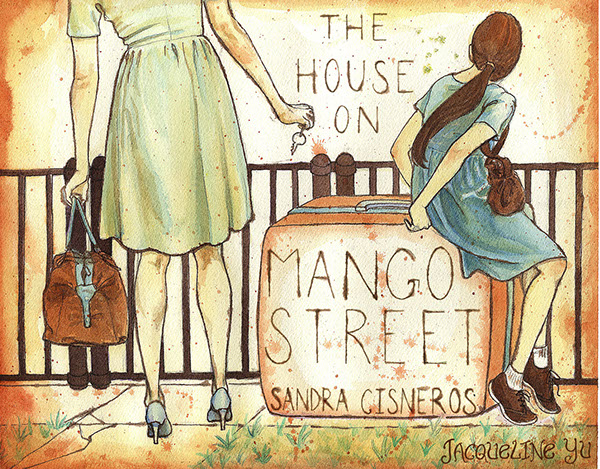 THE
HOUSE
ON
MANGO
STREET
SANDRA CISNEROS
JACQUELINE YU